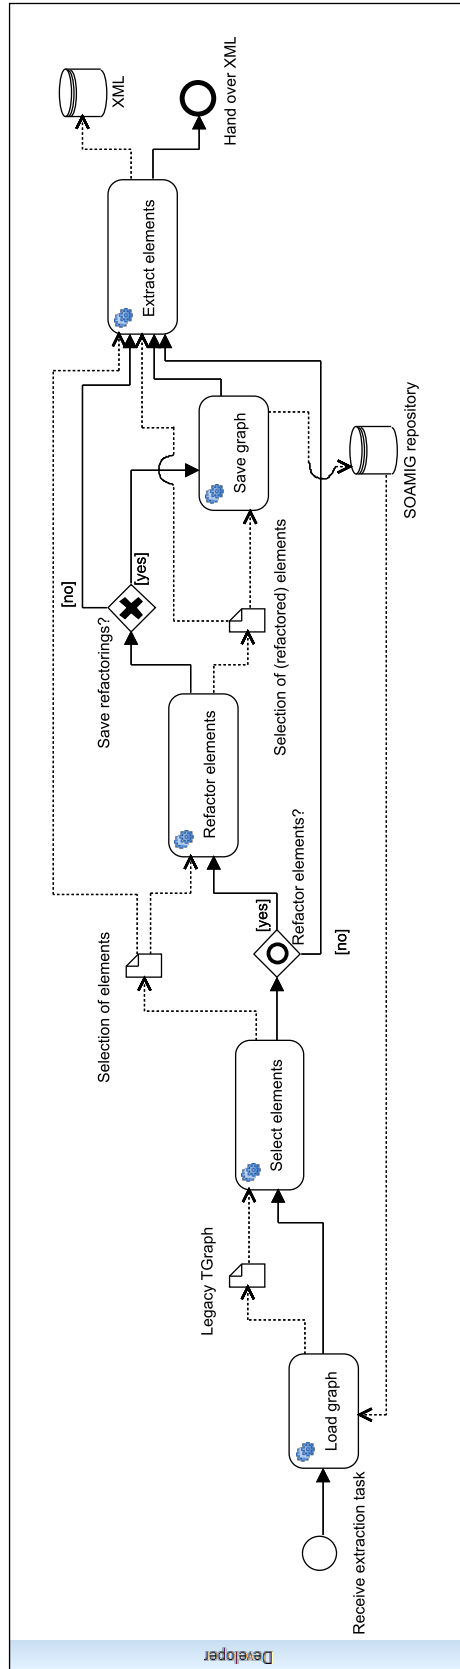 Developer
Receive extraction task
Load graph
Legacy TGraph
Select elements
Selection of elements
Refactor elements?
[yes]
[no]
Refactor elements
Save refactorings?
[no]
[yes]
Selection of (refactored) elements
Save graph
SOAMIG repository
Extract elements
XML
Hand over XML